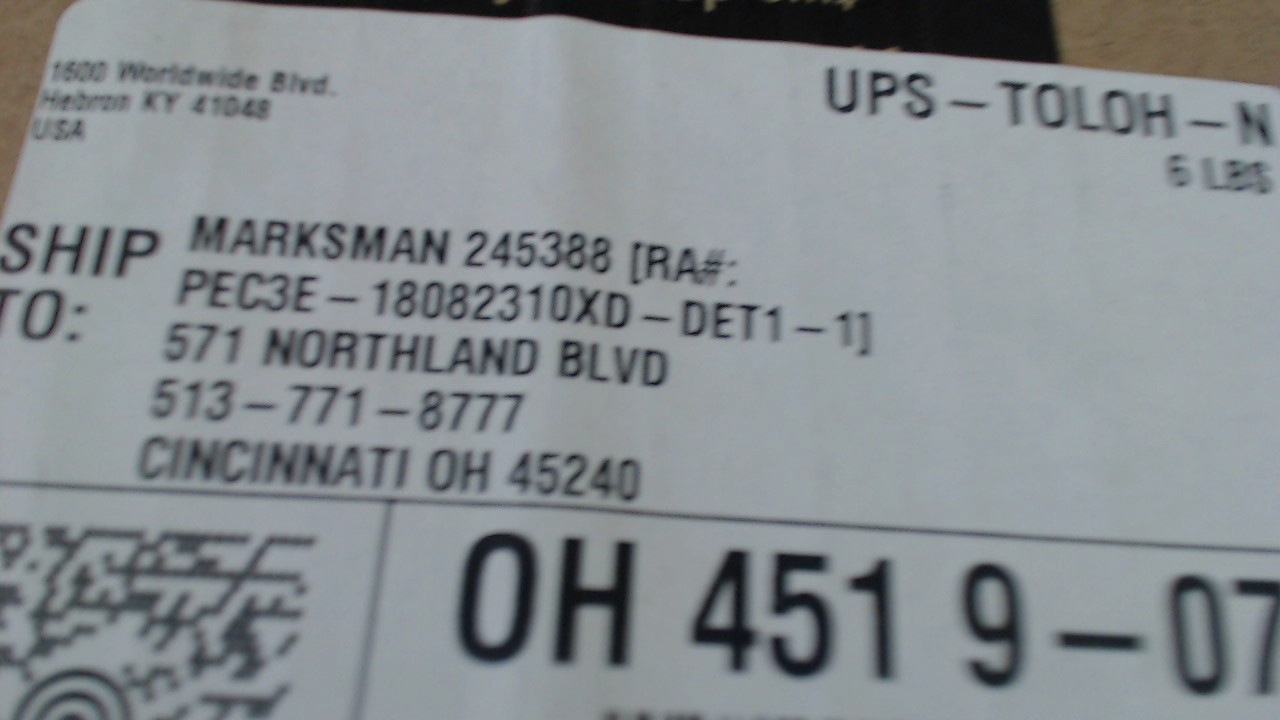 1600 Worldwide Blvd.
Hebron KY 41048
USA
UPS-TOLOH-N
6 LBS
SHIP TO:
MARKSMAN 245388 [RA#:
PEC3E-18082310XD-DET1-1]
571 NORTHLAND BLVD
513-771-8777
CINCINNATI OH 45240
OH 451 9-07